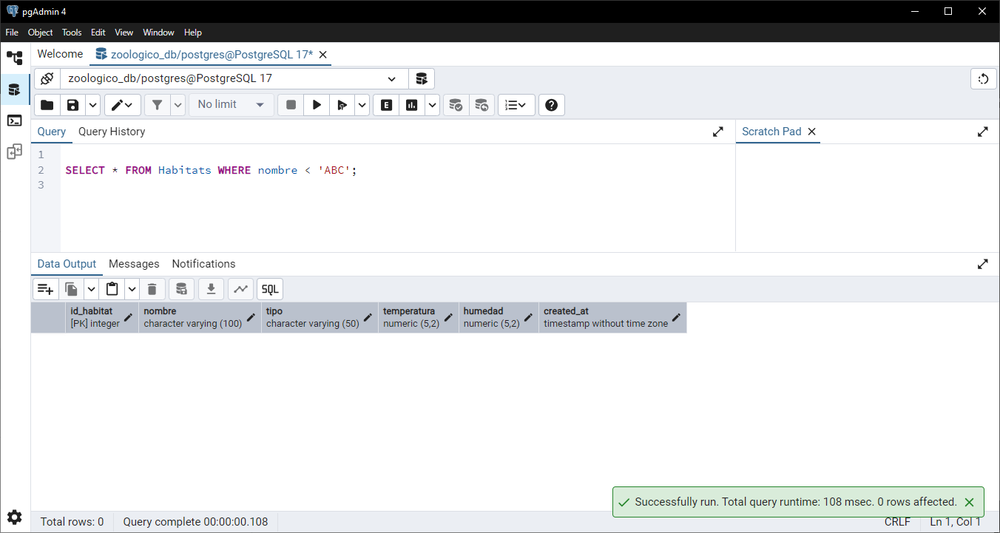 pgAdmin 4
File Object Tools Edit View Window Help
Welcome zoologico_db/postgres@PostgreSQL 17*
zoologico_db/postgres@PostgreSQL 17
No limit
E
Query Query History
Scratch Pad
1
2 SELECT * FROM Habitats WHERE nombre < 'ABC';
3
Data Output Messages Notifications
SQL
id_habitat nombre tipo temperatura humedad created_at
[PK] integer character varying (100) character varying (50) numeric (5,2) numeric (5,2) timestamp without time zone
Successfully run. Total query runtime: 108 msec. 0 rows affected.
Total rows: 0 Query complete 00:00:00.108 CRLF Ln 1, Col 1